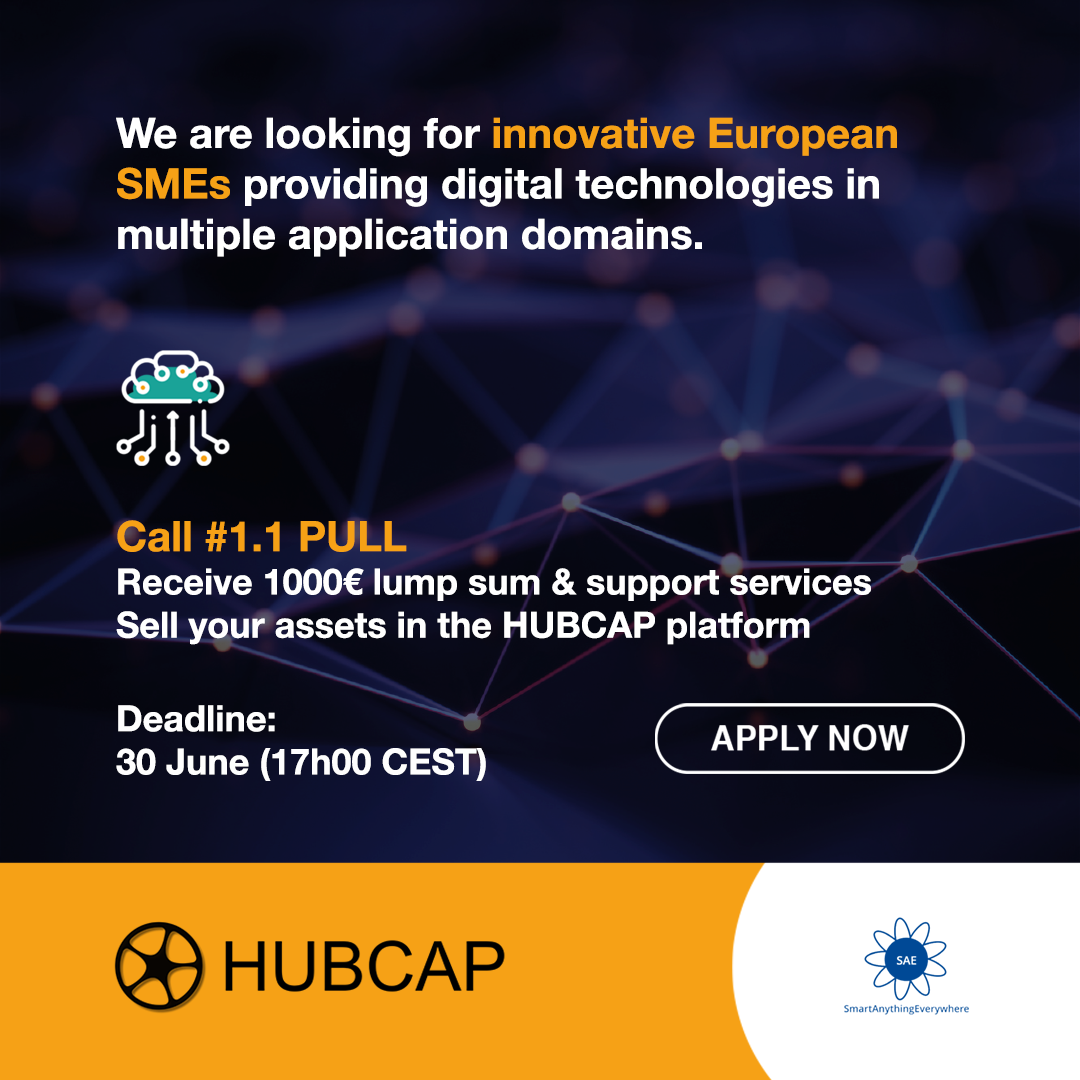 We are looking for innovative European
SMEs providing digital technologies in
multiple application domains.
Call #1.1 PULL
Receive 1000€ lump sum & support services
Sell your assets in the HUBCAP platform
Deadline:
30 June (17h00 CEST)
APPLY NOW
HUBCAP
SAE
SmartAnythingEverywhere